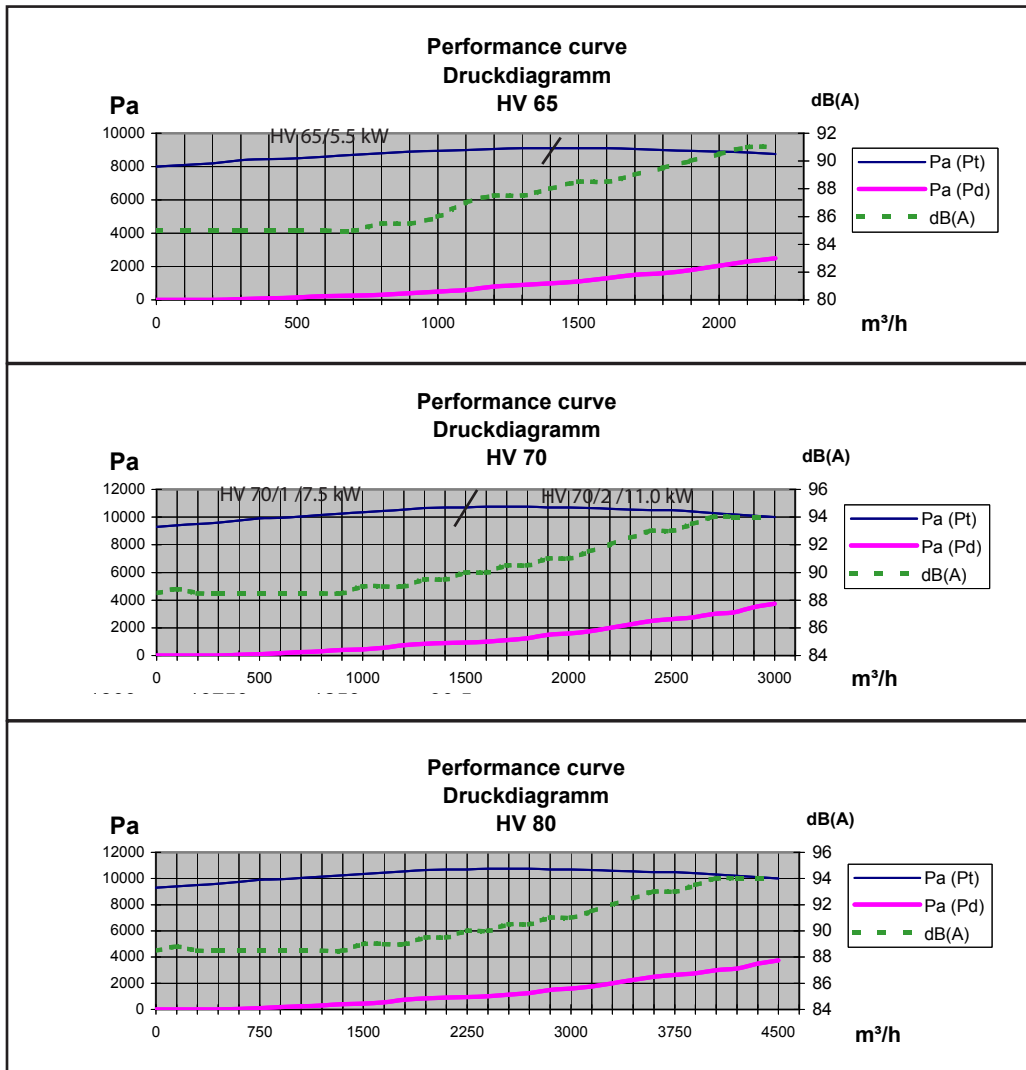 Performance curve
Druckdiagramm
HV 65
Pa
dB(A)
HV 65/5.5 kW
10000
8000
6000
4000
2000
0
92
90
88
86
84
82
80
0 500 1000 1500 2000
m³/h
Pa (Pt)
Pa (Pd)
dB(A)
Performance curve
Druckdiagramm
HV 70
Pa
dB(A)
HV 70/1 /7.5 kW HV 70/2 /11.0 kW
12000
10000
8000
6000
4000
2000
0
96
94
92
90
88
86
84
0 500 1000 1500 2000 2500 3000
m³/h
Pa (Pt)
Pa (Pd)
dB(A)
Performance curve
Druckdiagramm
HV 80
Pa
dB(A)
12000
10000
8000
6000
4000
2000
0
96
94
92
90
88
86
84
0 750 1500 2250 3000 3750 4500
m³/h
Pa (Pt)
Pa (Pd)
dB(A)